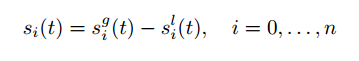 s_i(t) = s_i^g(t) − s_i^l(t), i = 0, . . . , n